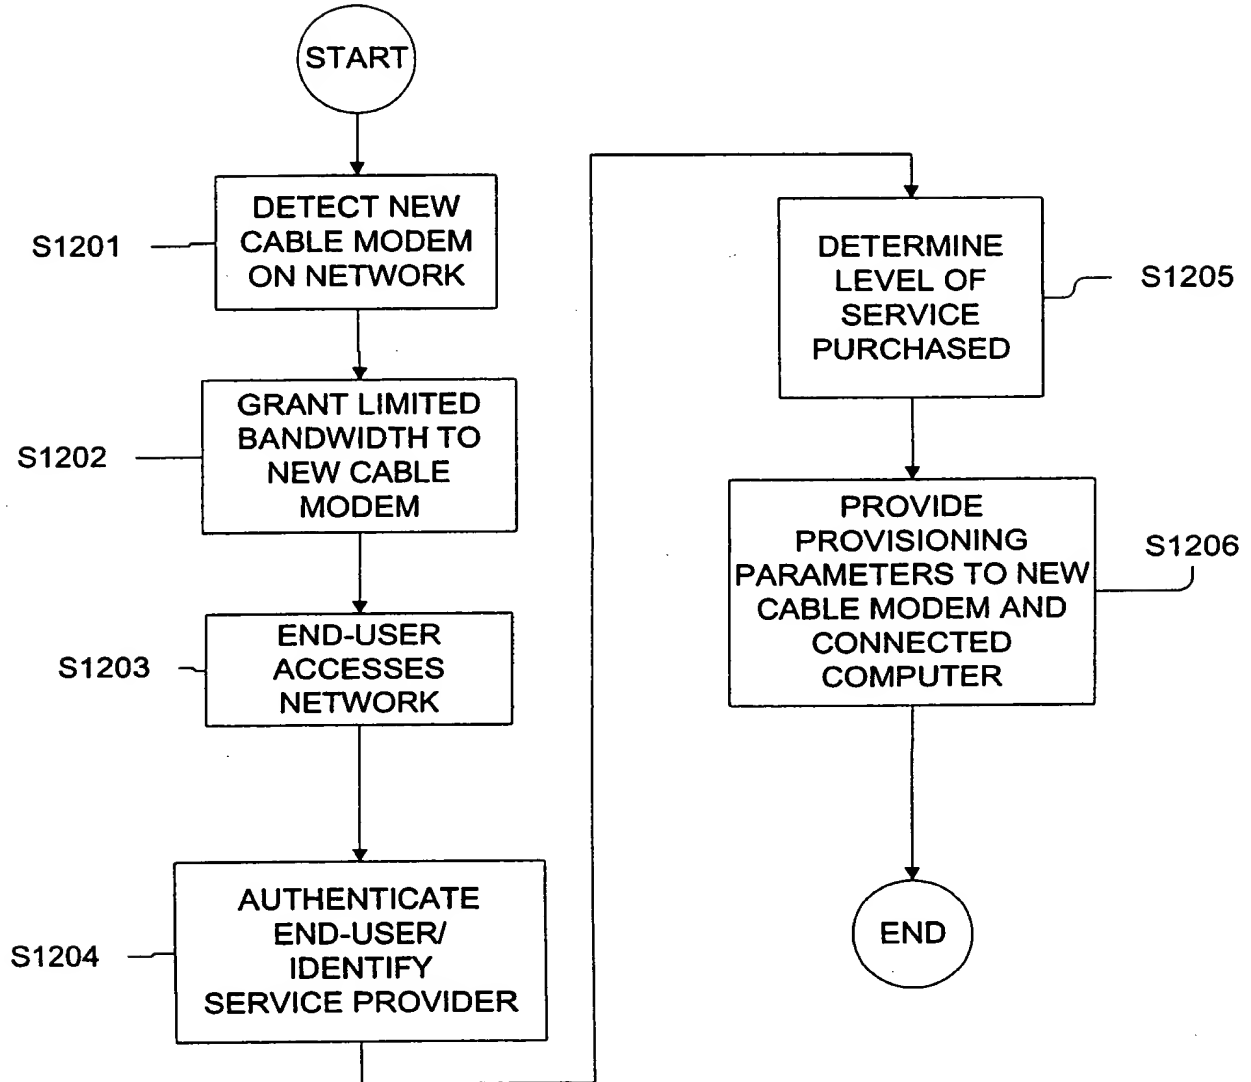 START
S1201
DETECT NEW
CABLE MODEM
ON NETWORK
S1202
GRANT LIMITED
BANDWIDTH TO
NEW CABLE
MODEM
S1203
END-USER
ACCESSES
NETWORK
S1204
AUTHENTICATE
END-USER/
IDENTIFY
SERVICE PROVIDER
DETERMINE
LEVEL OF
SERVICE
PURCHASED
S1205
PROVIDE
PROVISIONING
PARAMETERS TO NEW
CABLE MODEM AND
CONNECTED
COMPUTER
S1206
END